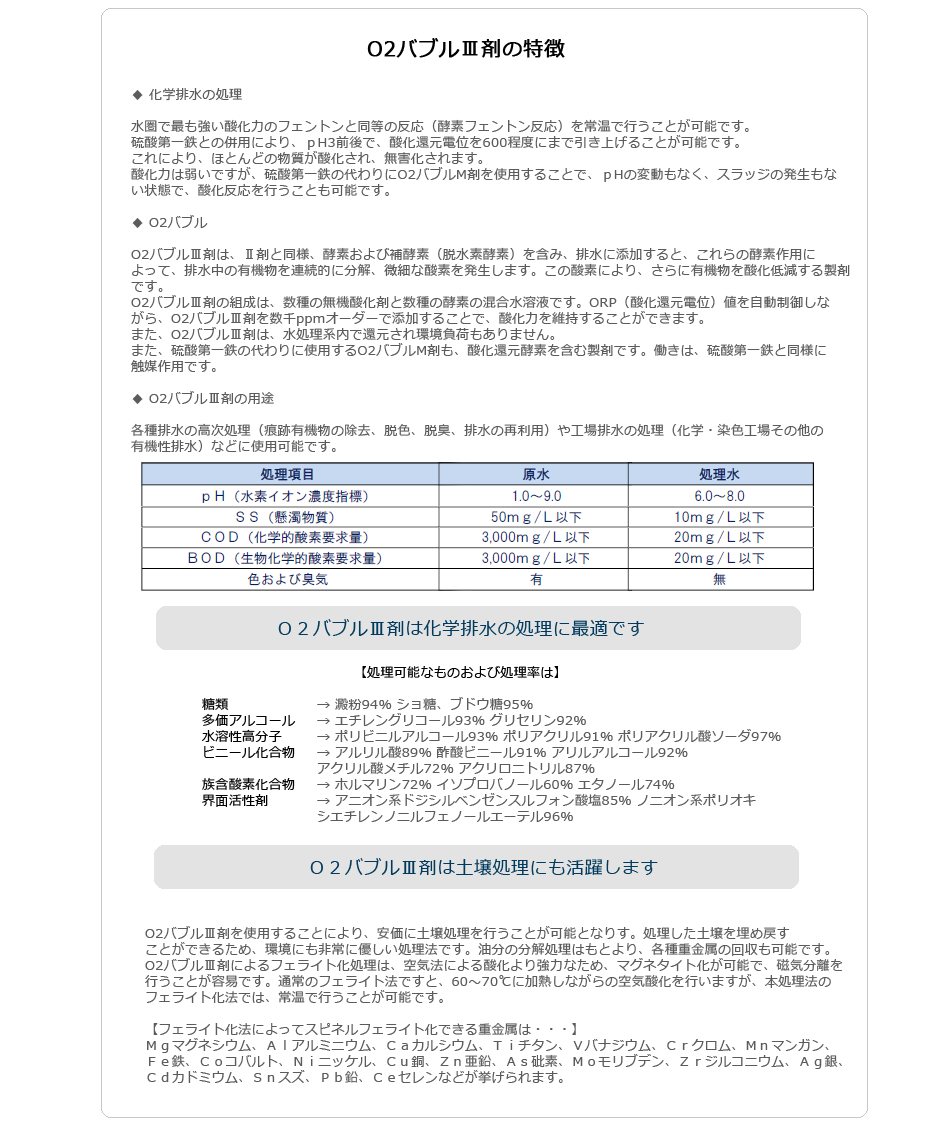 O2バブルⅢ剤の特徴
◆ 化学排水の処理
水圏で最も強い酸化力のフェントンと同等の反応（酵素フェントン反応）を常温で行うことが可能です。
硫酸第一鉄との併用により、ｐH3前後で、酸化還元電位を600程度にまで引き上げることが可能です。
これにより、ほとんどの物質が酸化され、無害化されます。
酸化力は弱いですが、硫酸第一鉄の代わりにO2バブルM剤を使用することで、ｐHの変動もなく、スラッジの発生もな
い状態で、酸化反応を行うことも可能です。
◆ O2バブル
O2バブルⅢ剤は、Ⅱ剤と同様、酵素および補酵素（脱水素酵素）を含み、排水に添加すると、これらの酵素作用に
よって、排水中の有機物を連続的に分解、微細な酸素を発生します。この酸素により、さらに有機物を酸化低減する製剤
です。
O2バブルⅢ剤の組成は、数種の無機酸化剤と数種の酵素の混合水溶液です。ORP（酸化還元電位）値を自動制御しな
がら、O2バブルⅢ剤を数千ppmオーダーで添加することで、酸化力を維持することができます。
また、O2バブルⅢ剤は、水処理系内で還元され環境負荷もありません。
また、硫酸第一鉄の代わりに使用するO2バブルM剤も、酸化還元酵素を含む製剤です。働きは、硫酸第一鉄と同様に
触媒作用です。
◆ O2バブルⅢ剤の用途
各種排水の高次処理（痕跡有機物の除去、脱色、脱臭、排水の再利用）や工場排水の処理（化学・染色工場その他の
有機性排水）などに使用可能です。
処理項目 原水 処理水
ｐＨ（水素イオン濃度指標） 1.0～9.0 6.0～8.0
ＳＳ（懸濁物質） 50ｍｇ/Ｌ以下 10ｍｇ/Ｌ以下
ＣＯＤ（化学的酸素要求量） 3,000ｍｇ/Ｌ以下 20ｍｇ/Ｌ以下
ＢＯＤ（生物化学的酸素要求量） 3,000ｍｇ/Ｌ以下 20ｍｇ/Ｌ以下
色および臭気 有 無
Ｏ２バブルⅢ剤は化学排水の処理に最適です
【処理可能なものおよび処理率は】
糖類 → 澱粉94% ショ糖、ブドウ糖95%
多価アルコール → エチレングリコール93% グリセリン92%
水溶性高分子 → ポリビニルアルコール93% ポリアクリル91% ポリアクリル酸ソーダ97%
ビニール化合物 → アルリル酸89% 酢酸ビニール91% アリルアルコール92%
アクリル酸メチル72% アクリロニトリル87%
族含酸素化合物 → ホルマリン72% イソプロバノール60% エタノール74%
界面活性剤 → アニオン系ドジシルベンゼンスルフォン酸塩85% ノニオン系ポリオキ
シエチレンノニルフェノールエーテル96%
Ｏ２バブルⅢ剤は土壌処理にも活躍します
O2バブルⅢ剤を使用することにより、安価に土壌処理を行うことが可能となりす。処理した土壌を埋め戻す
ことができるため、環境にも非常に優しい処理法です。油分の分解処理はもとより、各種重金属の回収も可能です。
O2バブルⅢ剤によるフェライト化処理は、空気法による酸化より強力なため、マグネタイト化が可能で、磁気分離を
行うことが容易です。通常のフェライト法ですと、60～70℃に加熱しながらの空気酸化を行いますが、本処理法の
フェライト化法では、常温で行うことが可能です。
【フェライト化法によってスピネルフェライト化できる重金属は・・・】
Ｍｇマグネシウム、Ａｌアルミニウム、Ｃａカルシウム、Ｔｉチタン、Ｖバナジウム、Ｃｒクロム、Ｍｎマンガン、
Ｆｅ鉄、Ｃｏコバルト、Ｎｉニッケル、Ｃｕ銅、Ｚｎ亜鉛、Ａｓ砒素、Ｍｏモリブデン、Ｚｒジルコニウム、Ａｇ銀、
Ｃｄカドミウム、Ｓｎスズ、Ｐｂ鉛、Ｃｅセレンなどが挙げられます。